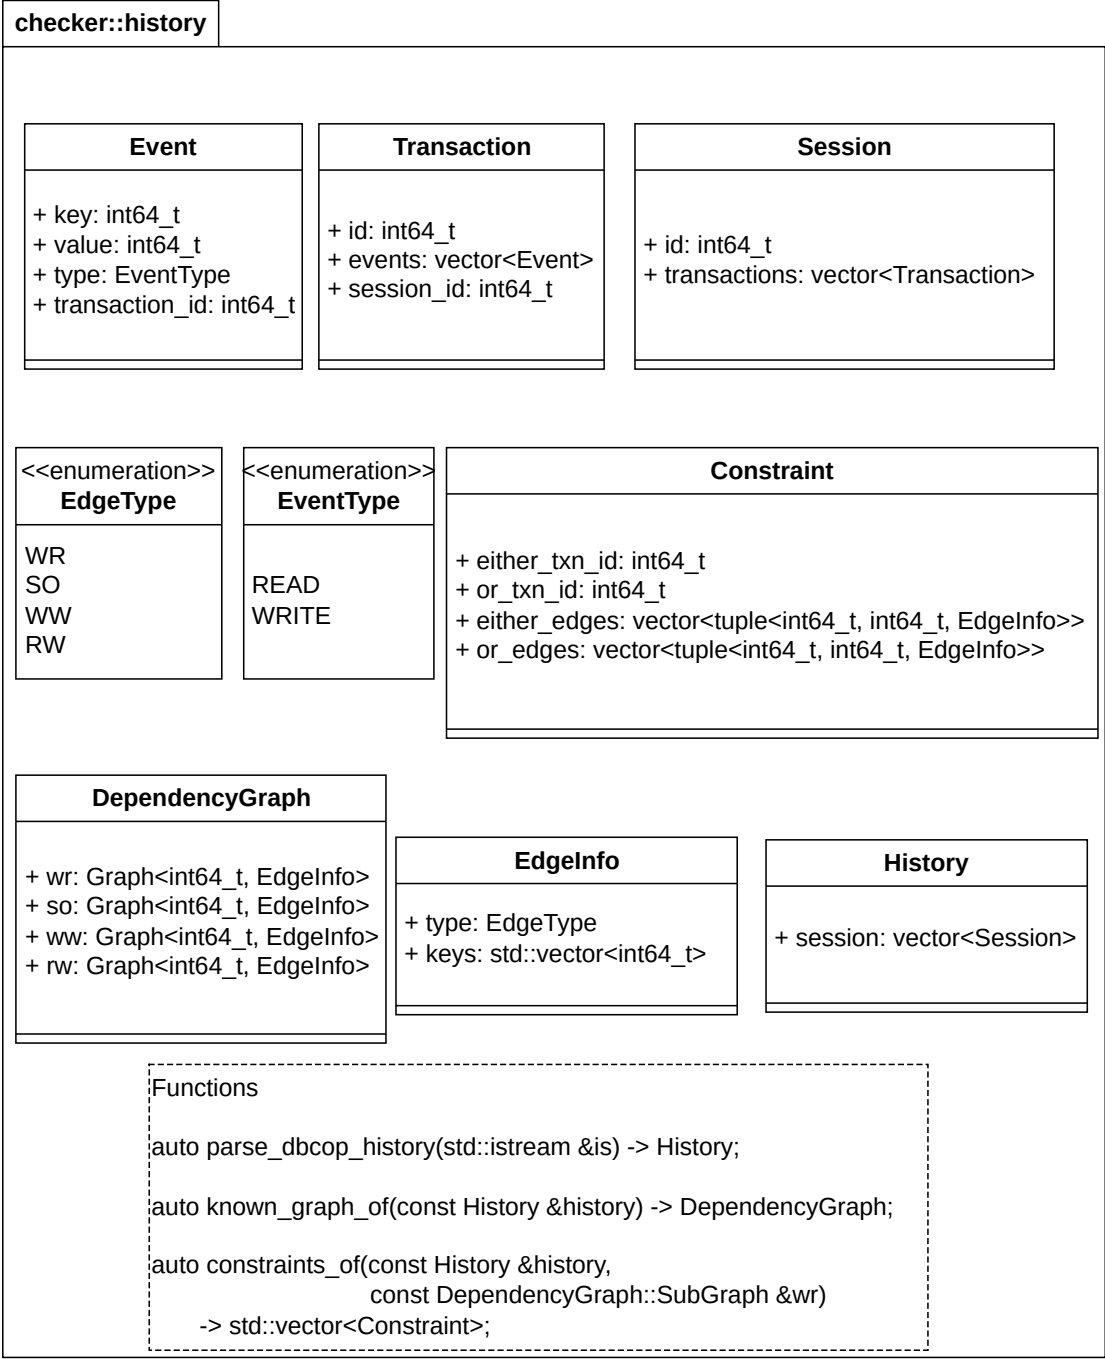 checker::history
Event
+ key: int64_t
+ value: int64_t
+ type: EventType
+ transaction_id: int64_t
Transaction
+ id: int64_t
+ events: vector<Event>
+ session_id: int64_t
Session
+ id: int64_t
+ transactions: vector<Transaction>
<<enumeration>>
EdgeType
WR
SO
WW
RW
<<enumeration>>
EventType
READ
WRITE
Constraint
+ either_txn_id: int64_t
+ or_txn_id: int64_t
+ either_edges: vector<tuple<int64_t, int64_t, EdgeInfo>>
+ or_edges: vector<tuple<int64_t, int64_t, EdgeInfo>>
DependencyGraph
+ wr: Graph<int64_t, EdgeInfo>
+ so: Graph<int64_t, EdgeInfo>
+ ww: Graph<int64_t, EdgeInfo>
+ rw: Graph<int64_t, EdgeInfo>
EdgeInfo
+ type: EdgeType
+ keys: std::vector<int64_t>
History
+ session: vector<Session>
Functions
auto parse_dbcop_history(std::istream &is) -> History;
auto known_graph_of(const History &history) -> DependencyGraph;
auto constraints_of(const History &history,
const DependencyGraph::SubGraph &wr)
-> std::vector<Constraint>;